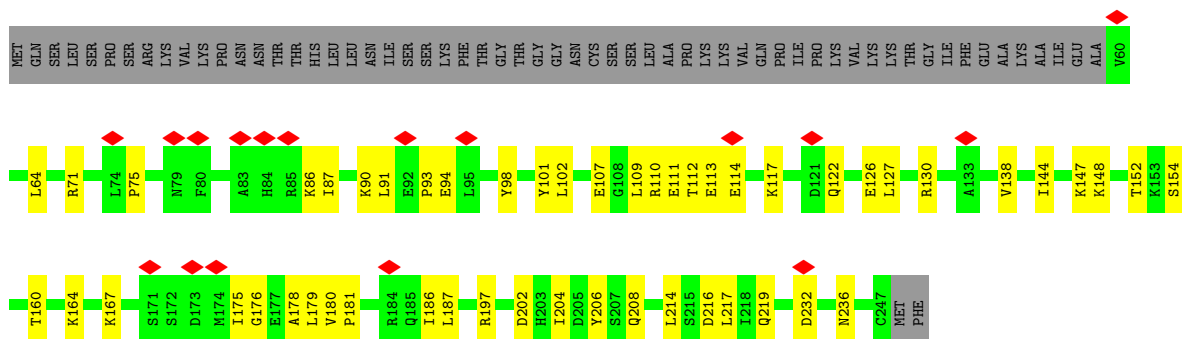 MET GLN SER LEU SER PRO SER ARG LYS VAL LYS PRO ASN ASN THR THR HIS LEU LEU ASN ILE SER SER LYS PHE THR GLY THR GLY GLY ASN CYS SER SER LEU ALA PRO LYS LYS VAL GLN PRO ILE PRO LYS VAL LYS LYS THR GLY ILE PHE GLU ALA LYS ALA ILE GLU ALA V60
L64 R71 L74 P75 N79 F80 A83 H84 R85 K86 I87 K90 L91 E92 P93 E94 L95 Y98 Y101 L102 E107 G108 L109 R110 E111 T112 E113 E114 K117 D121 Q122 E126 L127 R130 A133 V138 I144 K147 K148 T152 K153 S154
T160 K164 K167 S171 S172 D173 M174 I175 G176 E177 A178 L179 V180 P181 R184 Q185 I186 L187 R197 D202 H203 I204 D205 Y206 S207 Q208 L214 S215 D216 L217 I218 Q219 D232 N236 C247 MET PHE